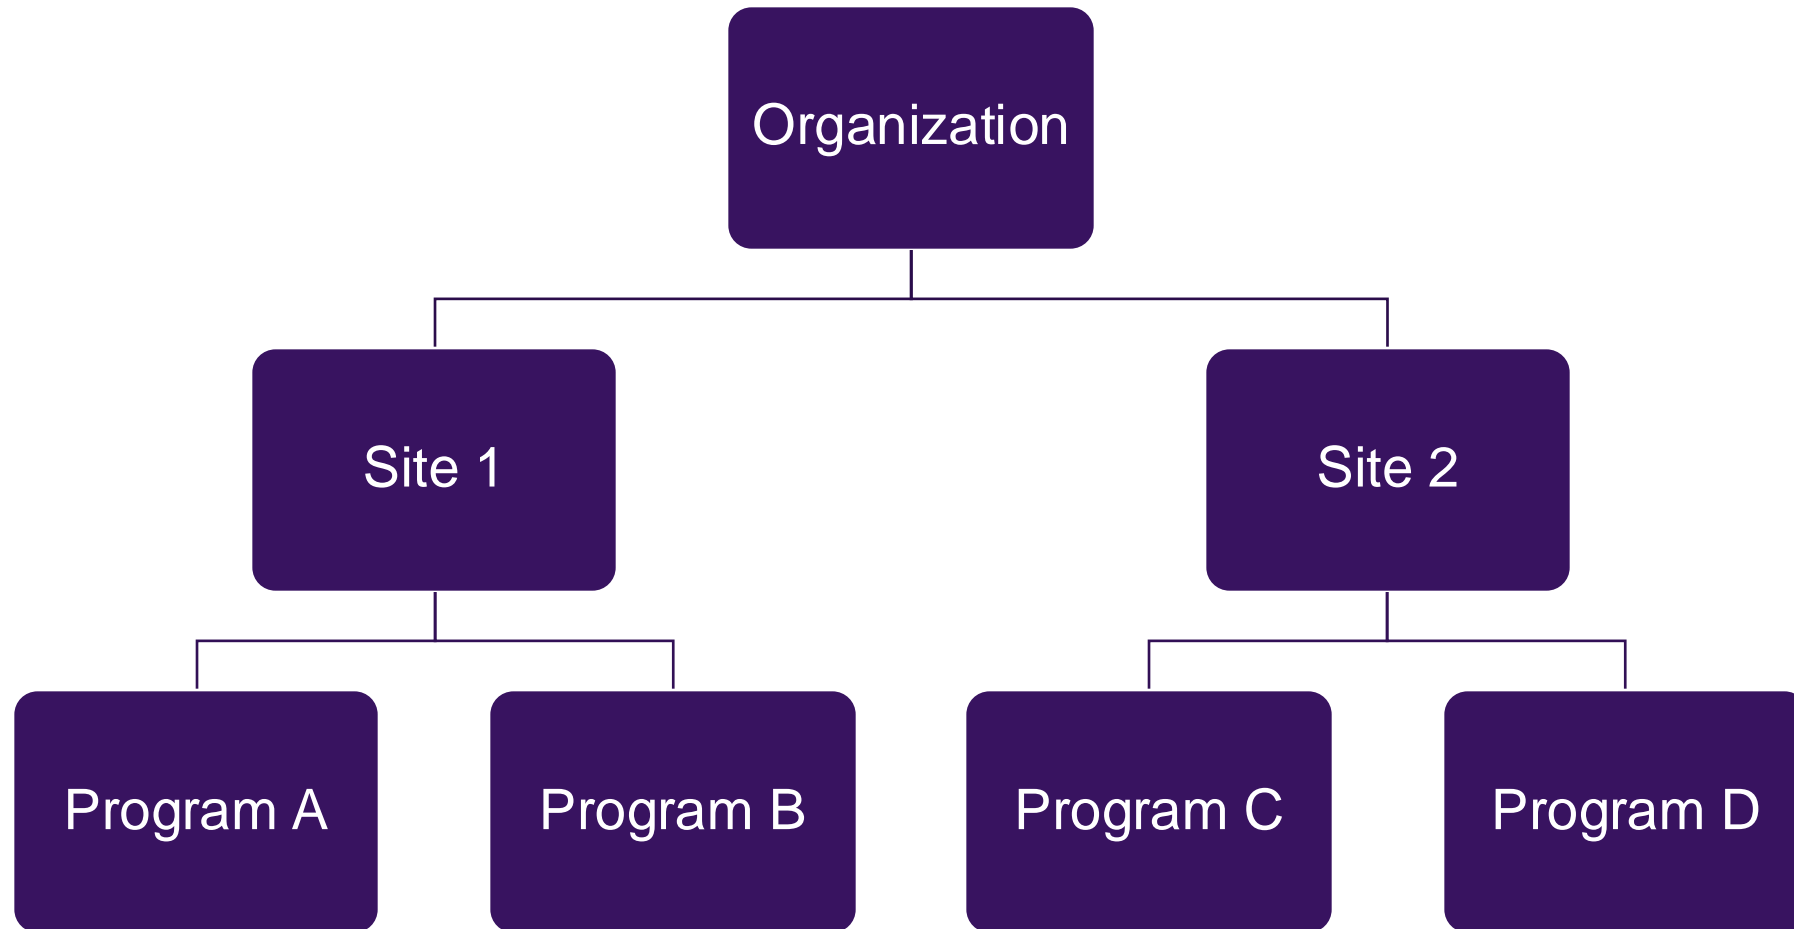 Organization
Site 1
Site 2
Program A
Program B
Program C
Program D